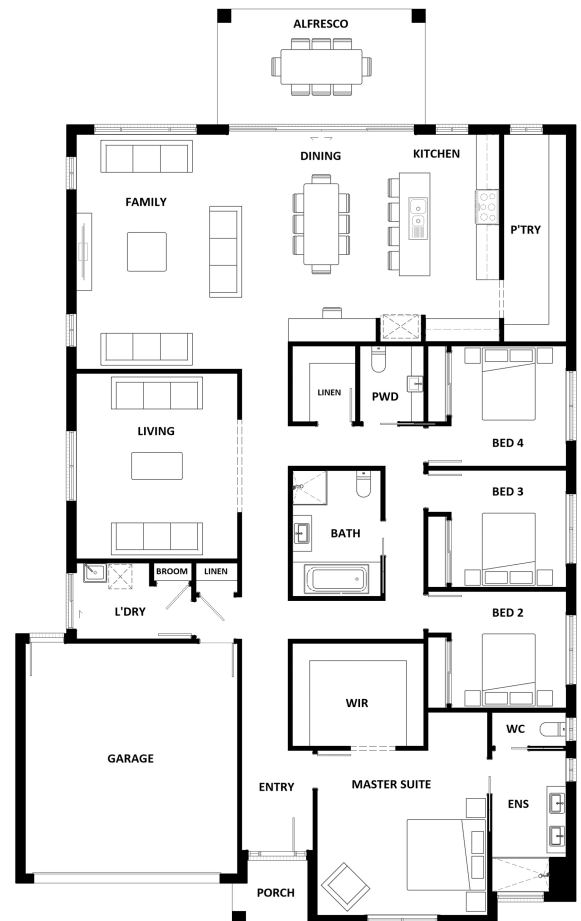 ALFRESCO
DINING
KITCHEN
FAMILY
P'TRY
LINEN
PWD
LIVING
BED 4
BED 3
BATH
BROOM
LINEN
L'DRY
BED 2
WIR
WC
GARAGE
ENTRY
MASTER SUITE
ENS
PORCH